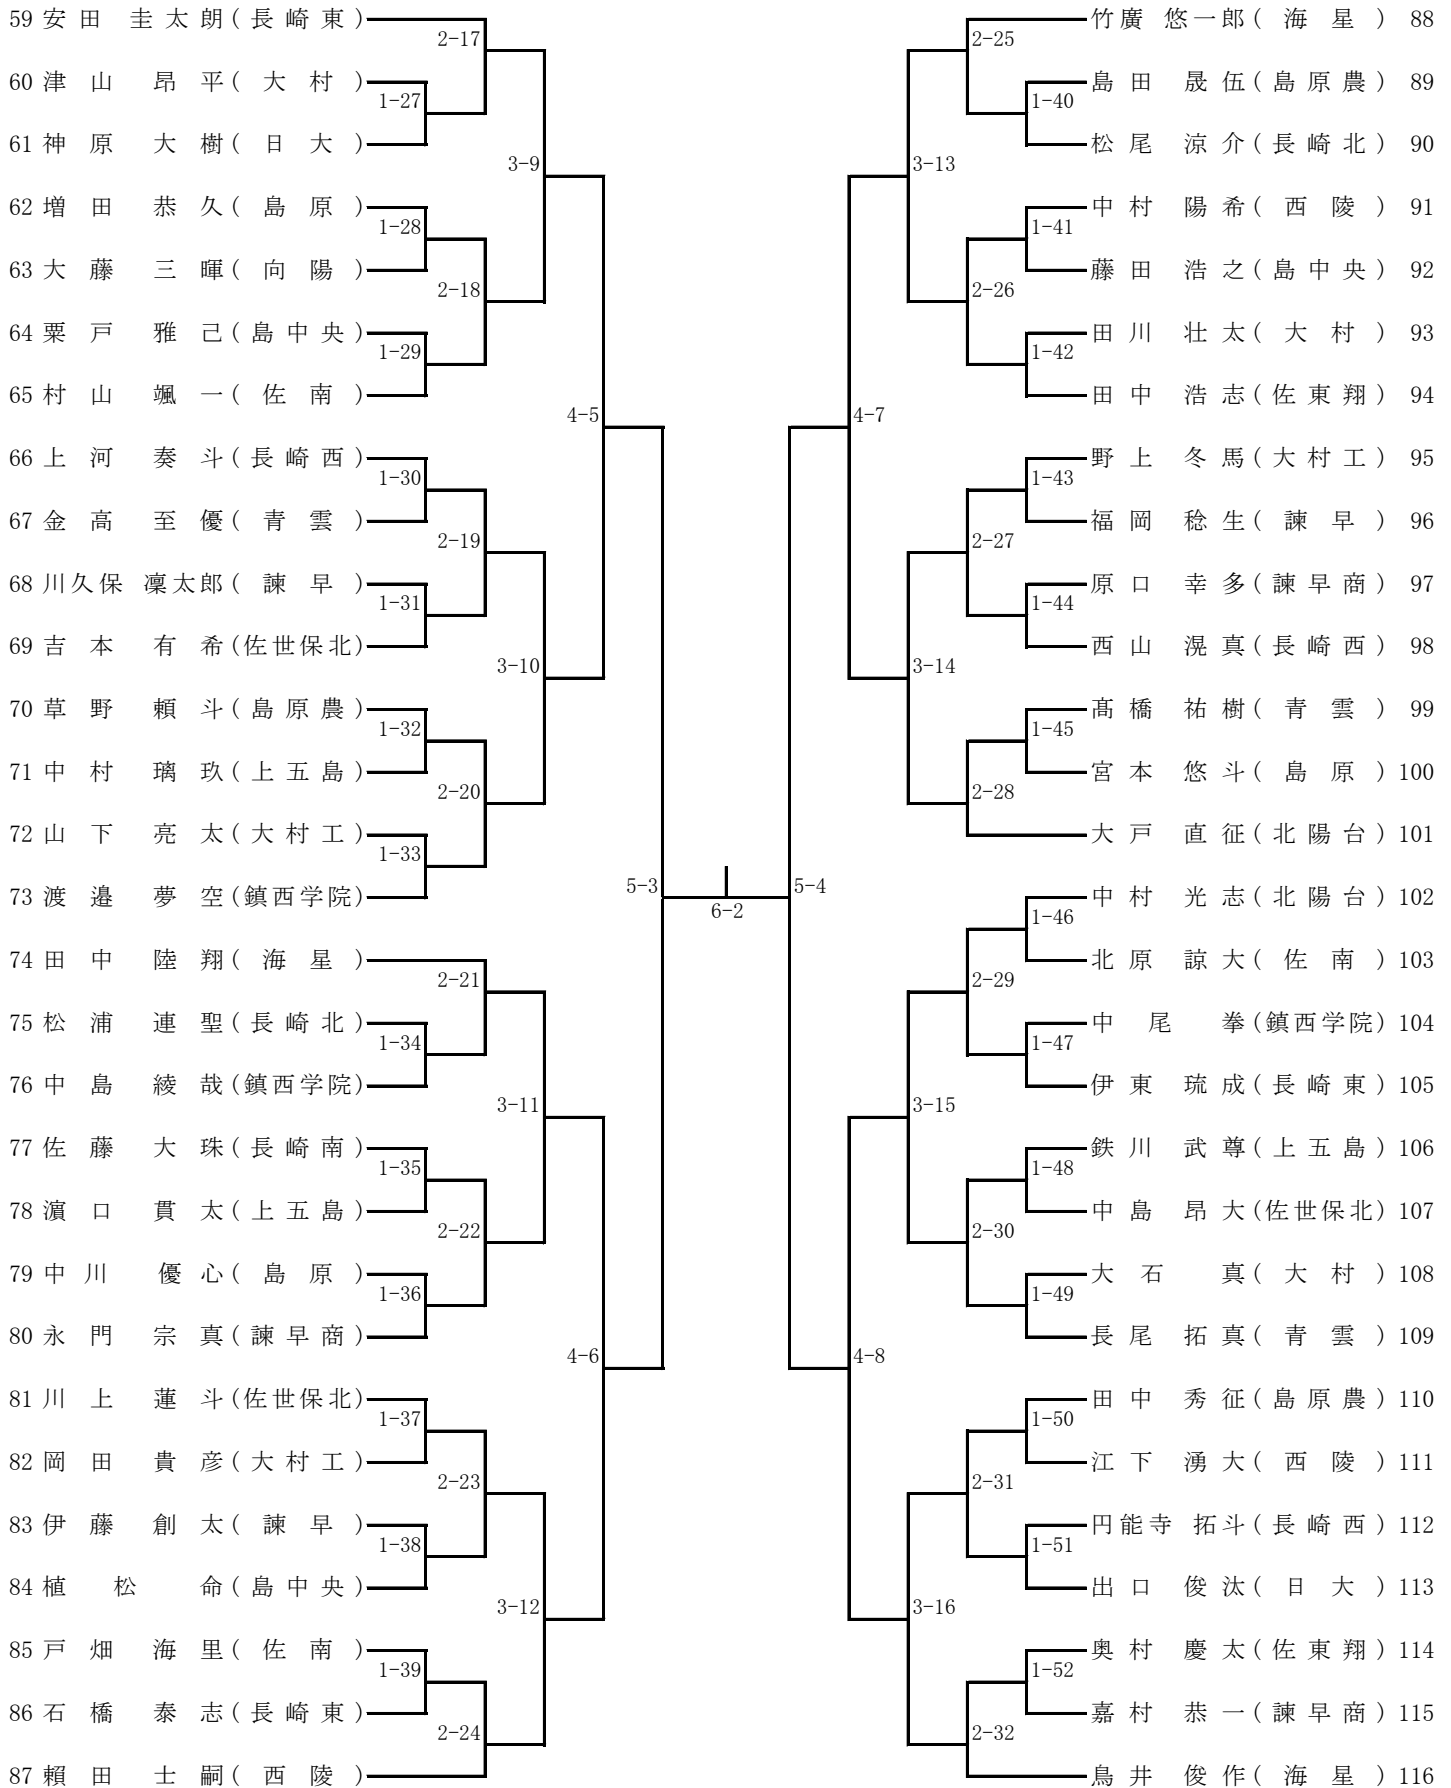 59 安田 圭太朗(長崎東)
2-17
60 津山 昂平(大村)
1-27
61 神原 大樹(日大)
3-9
62 増田 恭久(島原)
1-28
63 大藤 三暉(向陽)
2-18
64 粟戸 雅己(島中央)
1-29
65 村山 颯一(佐南)
4-5
66 上河 奏斗(長崎西)
1-30
67 金高 至優(青雲)
2-19
68 川久保 凜太郎(諫早)
1-31
69 吉本 有希(佐世保北)
3-10
70 草野 頼斗(島原農)
1-32
71 中村 璃玖(上五島)
2-20
72 山下 亮太(大村工)
1-33
73 渡邉 夢空(鎮西学院)
5-3
74 田中 陸翔(海星)
2-21
75 松浦 連聖(長崎北)
1-34
76 中島 綾哉(鎮西学院)
3-11
77 佐藤 大珠(長崎南)
1-35
78 濵口 貫太(上五島)
2-22
79 中川 優心(島原)
1-36
80 永門 宗真(諫早商)
4-6
81 川上 蓮斗(佐世保北)
1-37
82 岡田 貴彦(大村工)
2-23
83 伊藤 創太(諫早)
1-38
84 植松 命(島中央)
3-12
85 戸畑 海里(佐南)
1-39
86 石橋 泰志(長崎東)
2-24
87 頼田 士嗣(西陵)
6-2
竹廣 悠一郎(海星) 88
2-25
島田 晟伍(島原農) 89
1-40
松尾 涼介(長崎北) 90
3-13
中村 陽希(西陵) 91
1-41
藤田 浩之(島中央) 92
2-26
田川 壮太(大村) 93
1-42
田中 浩志(佐東翔) 94
4-7
野上 冬馬(大村工) 95
1-43
福岡 稔生(諫早) 96
2-27
原口 幸多(諫早商) 97
1-44
西山 滉真(長崎西) 98
3-14
髙橋 祐樹(青雲) 99
1-45
宮本 悠斗(島原) 100
2-28
大戸 直征(北陽台) 101
5-4
中村 光志(北陽台) 102
1-46
北原 諒大(佐南) 103
2-29
中尾 拳(鎮西学院) 104
1-47
伊東 琉成(長崎東) 105
3-15
鉄川 武尊(上五島) 106
1-48
中島 昂大(佐世保北) 107
2-30
大石 真(大村) 108
1-49
長尾 拓真(青雲) 109
4-8
田中 秀征(島原農) 110
1-50
江下 湧大(西陵) 111
2-31
円能寺 拓斗(長崎西) 112
1-51
出口 俊汰(日大) 113
3-16
奥村 慶太(佐東翔) 114
1-52
嘉村 恭一(諫早商) 115
2-32
鳥井 俊作(海星) 116